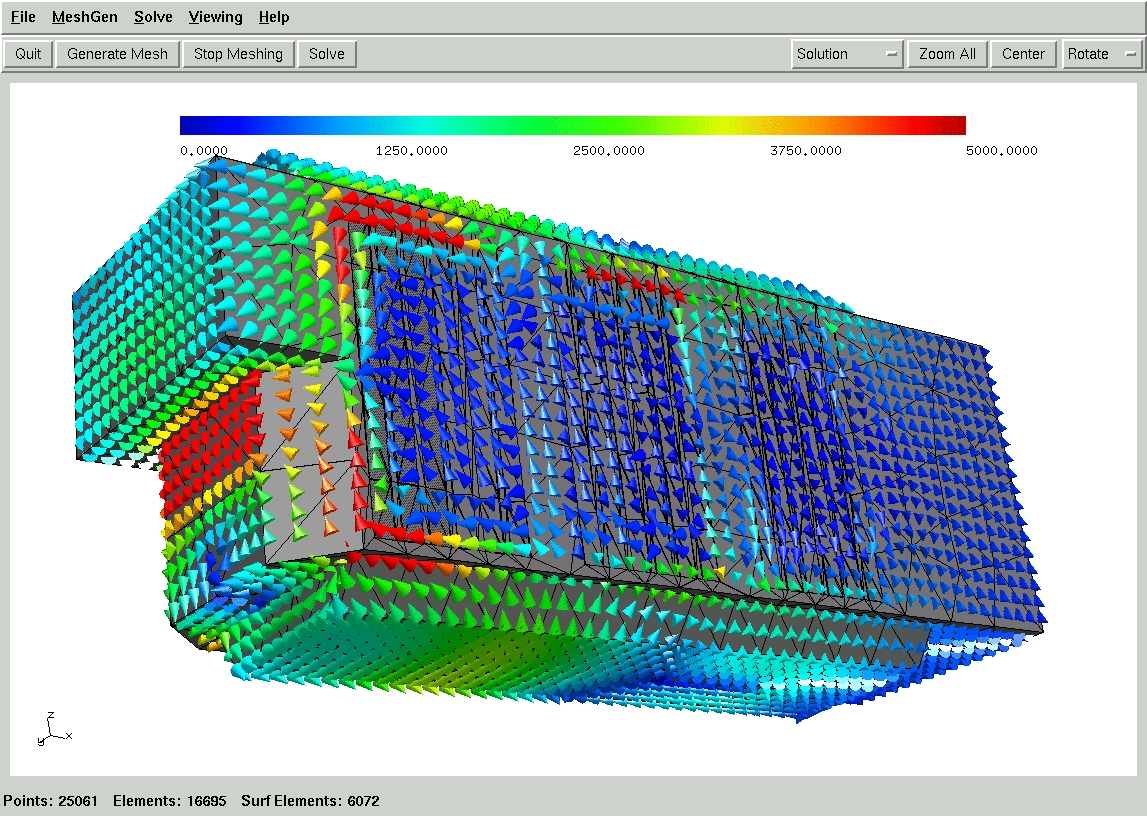 File MeshGen Solve Viewing Help
Quit Generate Mesh Stop Meshing Solve Solution Zoom All Center Rotate
0.0000 1250.0000 2500.0000 3750.0000 5000.0000
z
y x
Points: 25061 Elements: 16695 Surf Elements: 6072